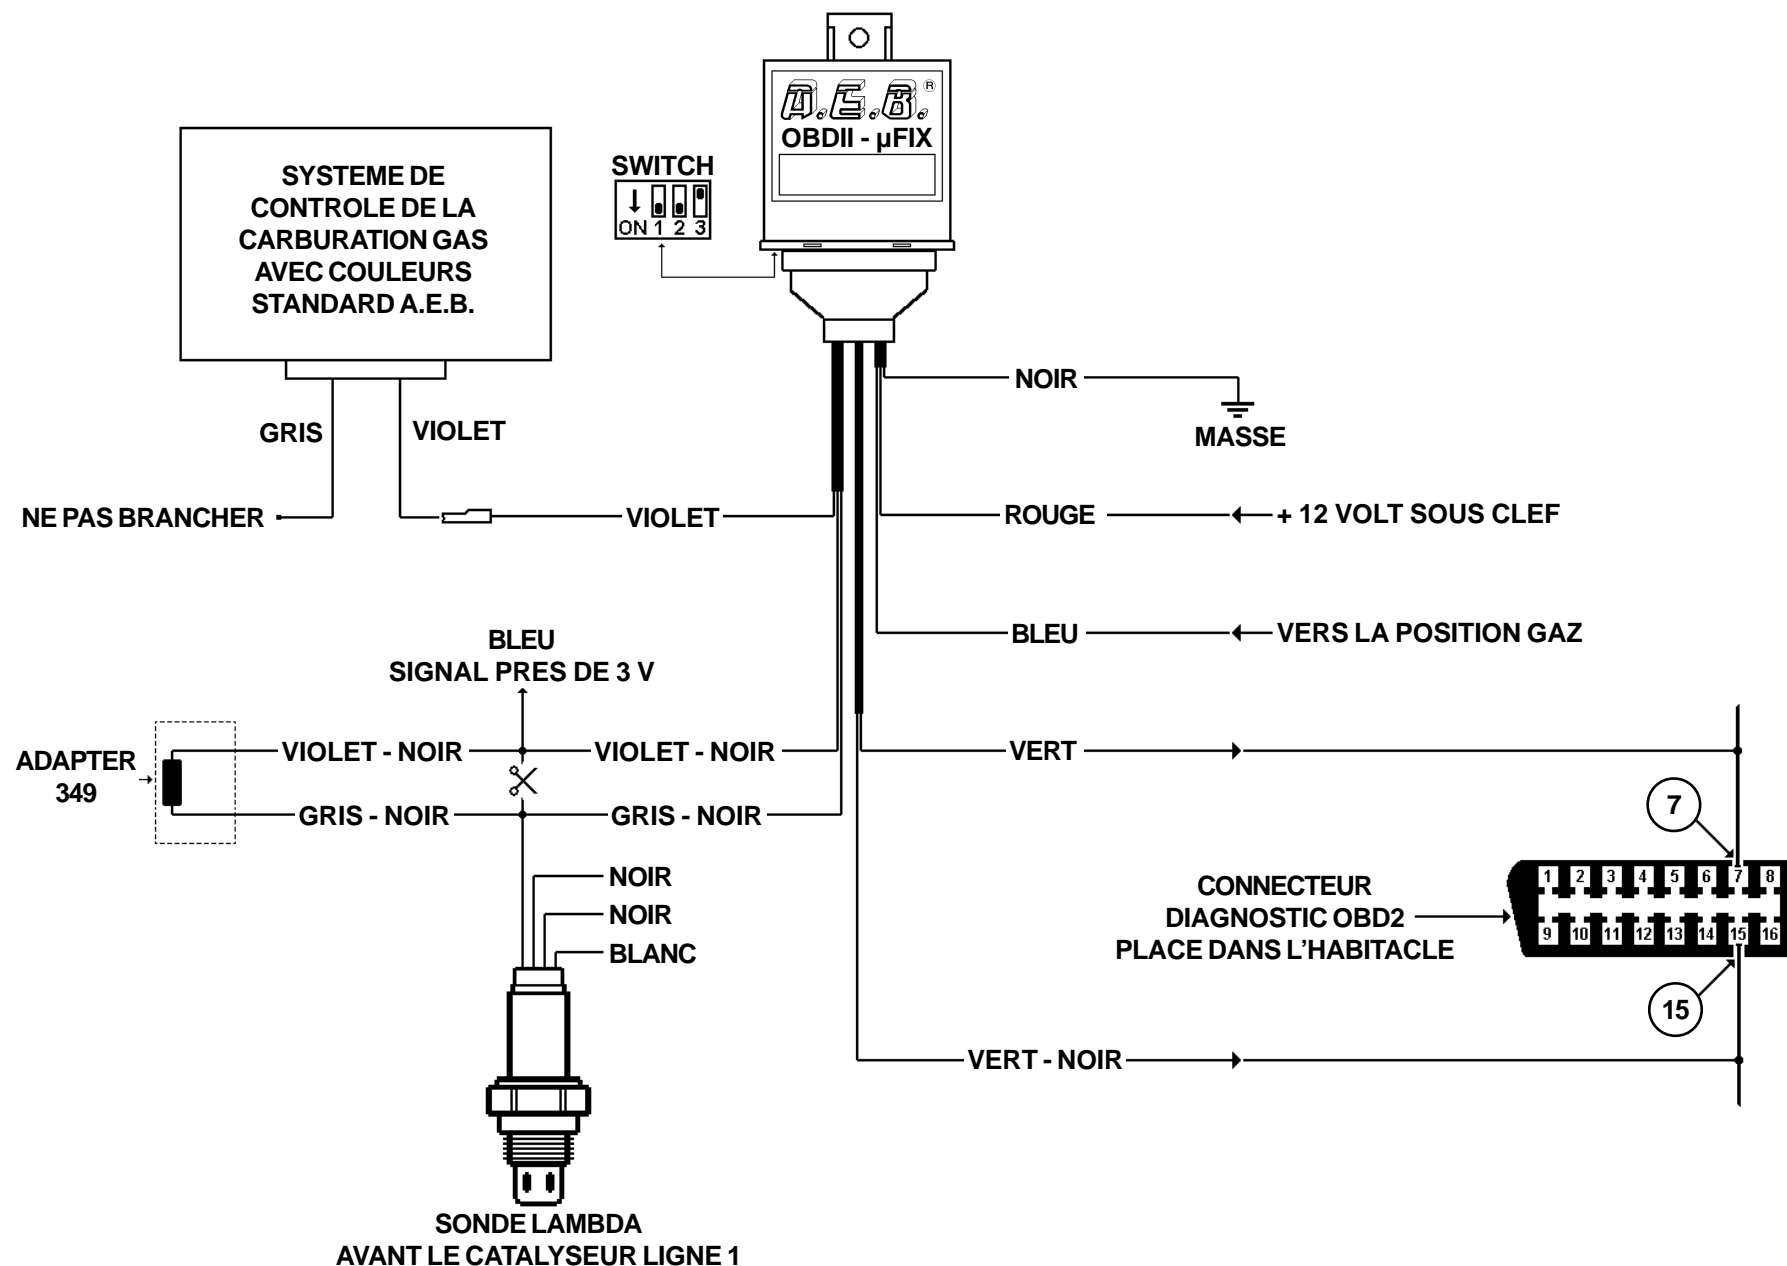 A.E.B.®
OBDII - µFIX
SWITCH
ON 1 2 3
SYSTEME DE
CONTROLE DE LA
CARBURATION GAS
AVEC COULEURS
STANDARD A.E.B.
GRIS
VIOLET
NOIR
MASSE
NE PAS BRANCHER
VIOLET
ROUGE
+ 12 VOLT SOUS CLEF
BLEU
VERS LA POSITION GAZ
BLEU
SIGNAL PRES DE 3 V
ADAPTER
349
VIOLET - NOIR
VIOLET - NOIR
VERT
GRIS - NOIR
GRIS - NOIR
7
NOIR
NOIR
BLANC
CONNECTEUR
DIAGNOSTIC OBD2
PLACE DANS L'HABITACLE
1 2 3 4 5 6 7 8
9 10 11 12 13 14 15 16
15
VERT - NOIR
SONDE LAMBDA
AVANT LE CATALYSEUR LIGNE 1